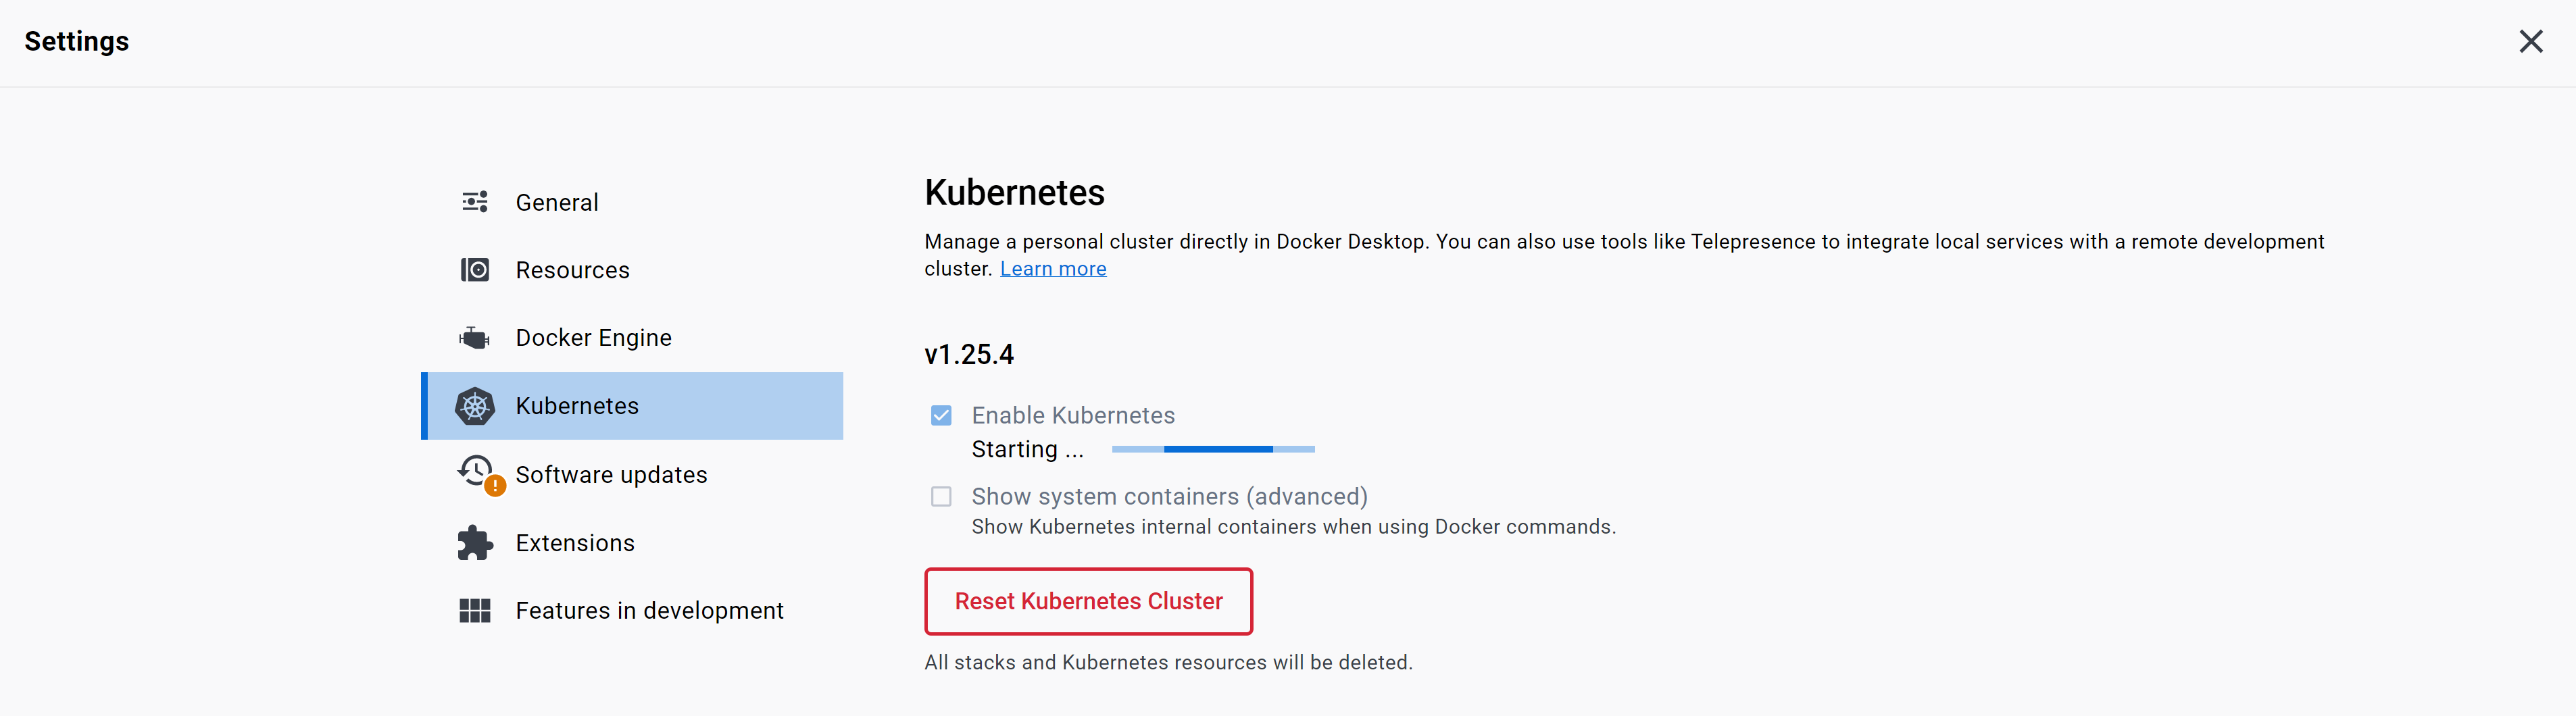 Settings
General
Resources
Docker Engine
Kubernetes
Software updates
Extensions
Features in development
Kubernetes
Manage a personal cluster directly in Docker Desktop. You can also use tools like Telepresence to integrate local services with a remote development
cluster. Learn more
v1.25.4
Enable Kubernetes
Starting ...
Show system containers (advanced)
Show Kubernetes internal containers when using Docker commands.
Reset Kubernetes Cluster
All stacks and Kubernetes resources will be deleted.